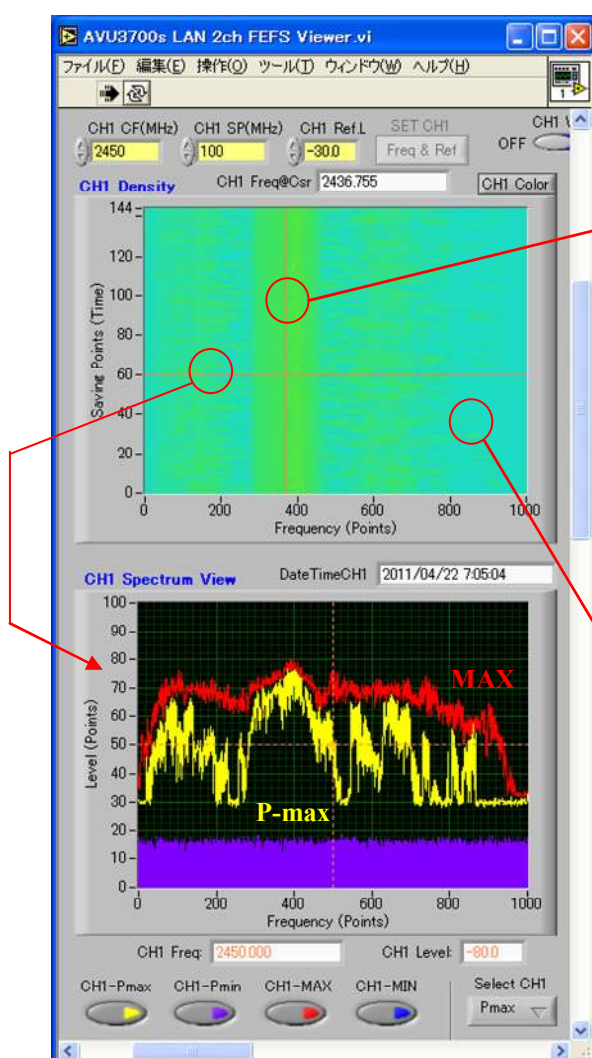 AVU3700s LAN 2ch FEFS Viewer.vi
ファイル(F) 編集(E) 操作(O) ツール(T) ウィンドウ(W) ヘルプ(H)
1
CH1 CF(MHz) CH1 SP(MHz) CH1 Ref.L SET CH1 CH1
2450 100 -30.0 Freq & Ref OFF
CH1 Density CH1 Freq@Csr 2436.755 CH1 Color
144
120
100
80
60
40
20
0
Saving Points (Time)
0 200 400 600 800 1000
Frequency (Points)
CH1 Spectrum View DateTimeCH1 2011/04/22 7:05:04
100
90
80
70
60
50
40
30
20
10
0
Level (Points)
MAX
P-max
0 200 400 600 800 1000
Frequency (Points)
CH1 Freq: 2450.000 CH1 Level: -80.0
CH1-Pmax CH1-Pmin CH1-MAX CH1-MIN Select CH1
Pmax